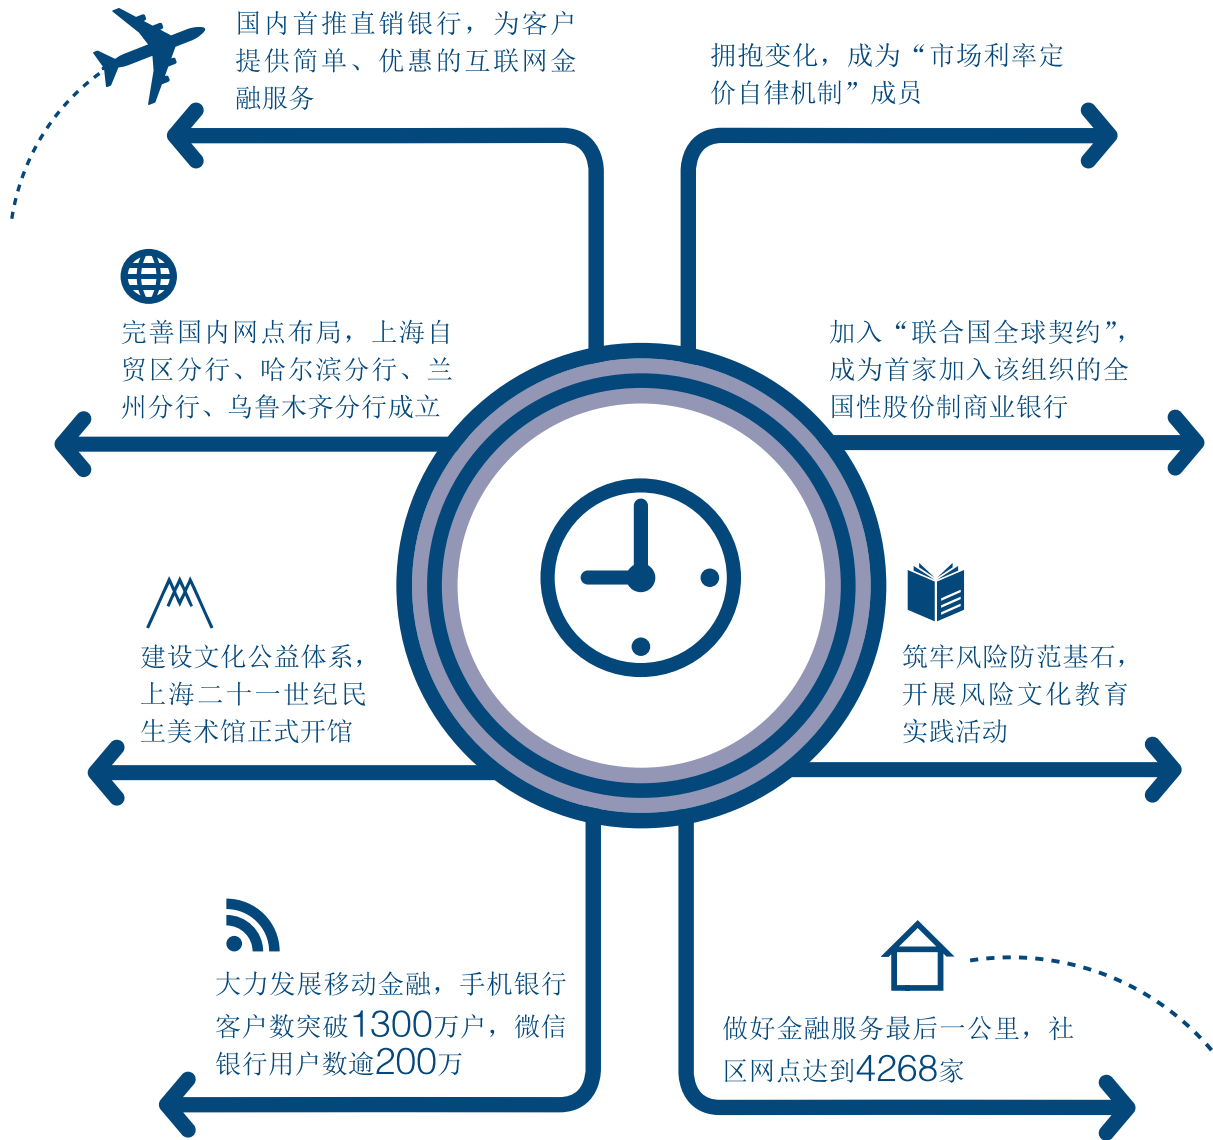 国内首推直销银行，为客户
提供简单、优惠的互联网金
融服务
拥抱变化，成为“市场利率定
价自律机制”成员
完善国内网点布局，上海自
贸区分行、哈尔滨分行、兰
州分行、乌鲁木齐分行成立
加入“联合国全球契约”，
成为首家加入该组织的全
国性股份制商业银行
建设文化公益体系，
上海二十一世纪民
生美术馆正式开馆
筑牢风险防范基石，
开展风险文化教育
实践活动
大力发展移动金融，手机银行
客户数突破1300万户，微信
银行用户数逾200万
做好金融服务最后一公里，社
区网点达到4268家